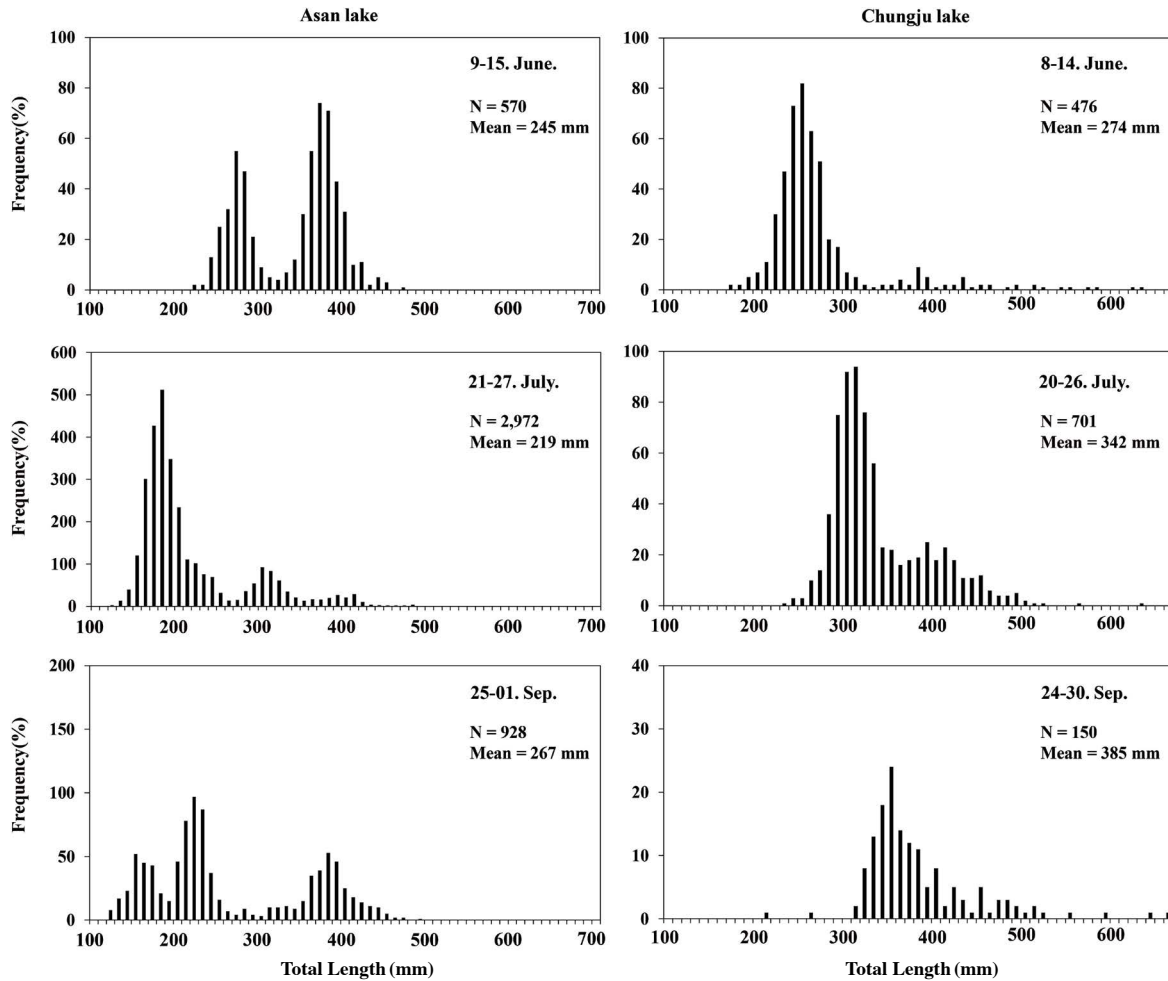 Asan lake
Chungju lake
Frequency(%)
100
80
60
40
20
0
9-15. June.
N = 570
Mean = 245 mm
100 200 300 400 500 600 700
100
80
60
40
20
0
8-14. June.
N = 476
Mean = 274 mm
100 200 300 400 500 600
Frequency(%)
600
500
400
300
200
100
0
21-27. July.
N = 2,972
Mean = 219 mm
100 200 300 400 500 600 700
100
80
60
40
20
0
20-26. July.
N = 701
Mean = 342 mm
100 200 300 400 500 600
Frequency(%)
200
150
100
50
0
25-01. Sep.
N = 928
Mean = 267 mm
100 200 300 400 500 600 700
Total Length (mm)
40
30
20
10
0
24-30. Sep.
N = 150
Mean = 385 mm
100 200 300 400 500 600
Total Length (mm)